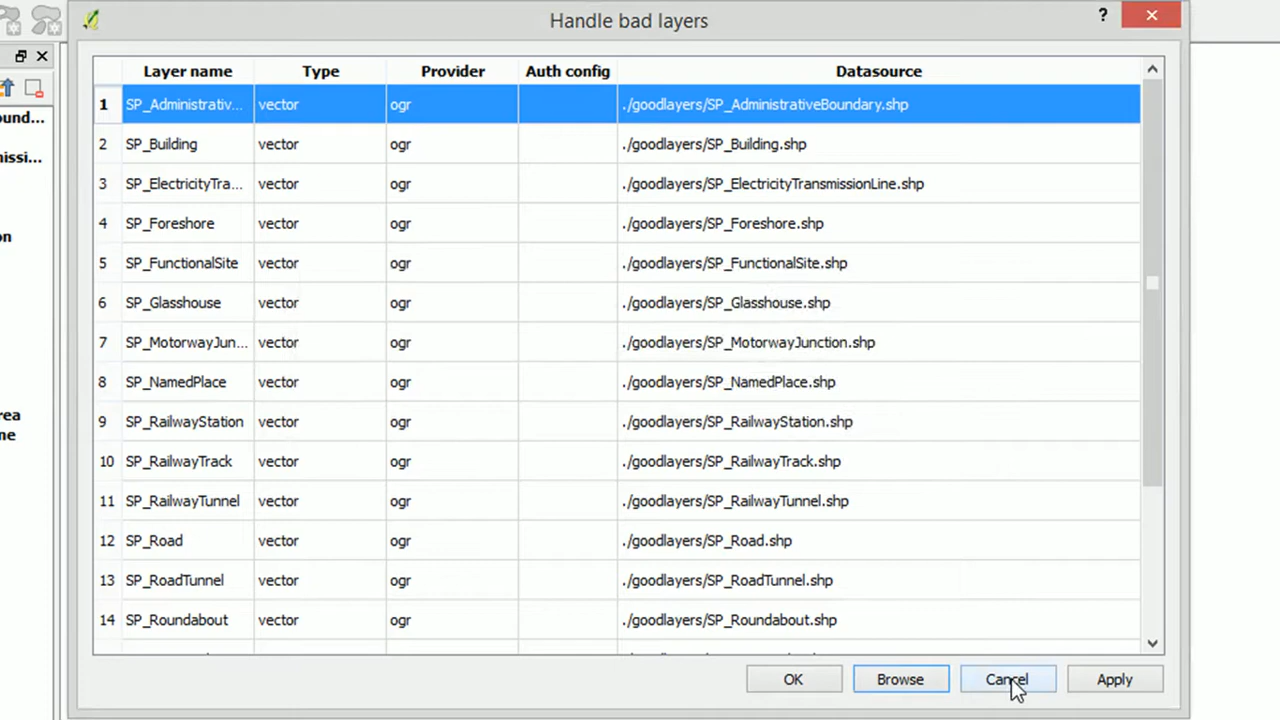 Handle bad layers
?
Layer name Type Provider Auth config Datasource
1 SP_Administrativ... vector ogr ./goodlayers/SP_AdministrativeBoundary.shp
2 SP_Building vector ogr ./goodlayers/SP_Building.shp
3 SP_ElectricityTra... vector ogr ./goodlayers/SP_ElectricityTransmissionLine.shp
4 SP_Foreshore vector ogr ./goodlayers/SP_Foreshore.shp
5 SP_FunctionalSite vector ogr ./goodlayers/SP_FunctionalSite.shp
6 SP_Glasshouse vector ogr ./goodlayers/SP_Glasshouse.shp
7 SP_MotorwayJun... vector ogr ./goodlayers/SP_MotorwayJunction.shp
8 SP_NamedPlace vector ogr ./goodlayers/SP_NamedPlace.shp
9 SP_RailwayStation vector ogr ./goodlayers/SP_RailwayStation.shp
10 SP_RailwayTrack vector ogr ./goodlayers/SP_RailwayTrack.shp
11 SP_RailwayTunnel vector ogr ./goodlayers/SP_RailwayTunnel.shp
12 SP_Road vector ogr ./goodlayers/SP_Road.shp
13 SP_RoadTunnel vector ogr ./goodlayers/SP_RoadTunnel.shp
14 SP_Roundabout vector ogr ./goodlayers/SP_Roundabout.shp
OK Browse Cancel Apply
ound...
missi...
on
rea
ne